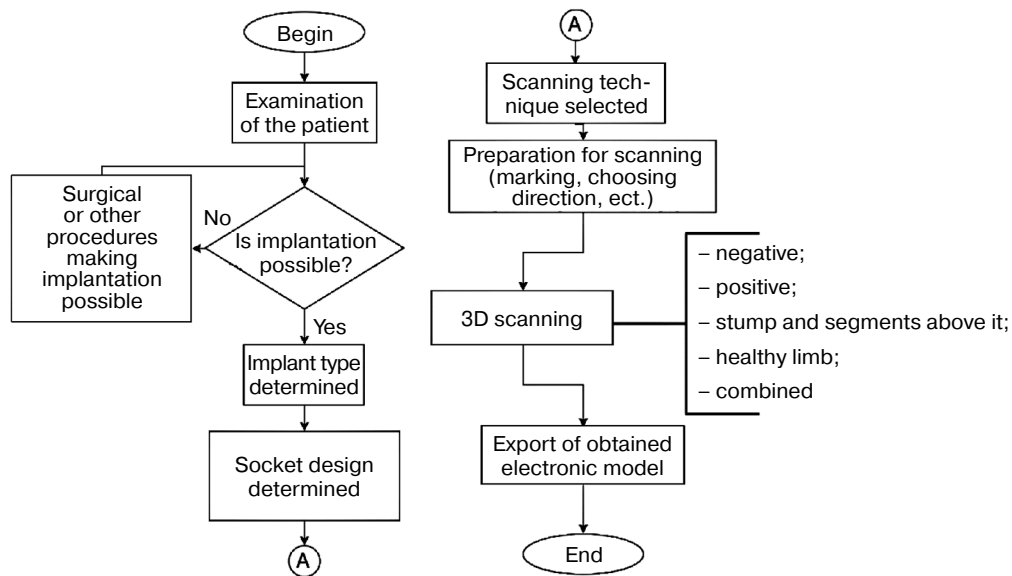 Begin
Examination
of the patient
Surgical
or other
procedures
making
implantation
possible
No
Is implantation
possible?
Yes
Implant type
determined
Socket design
determined
A
A
Scanning tech-
nique selected
Preparation for scanning
(marking, choosing
direction, ect.)
3D scanning
– negative;
– positive;
– stump and segments above it;
– healthy limb;
– combined
Export of obtained
electronic model
End